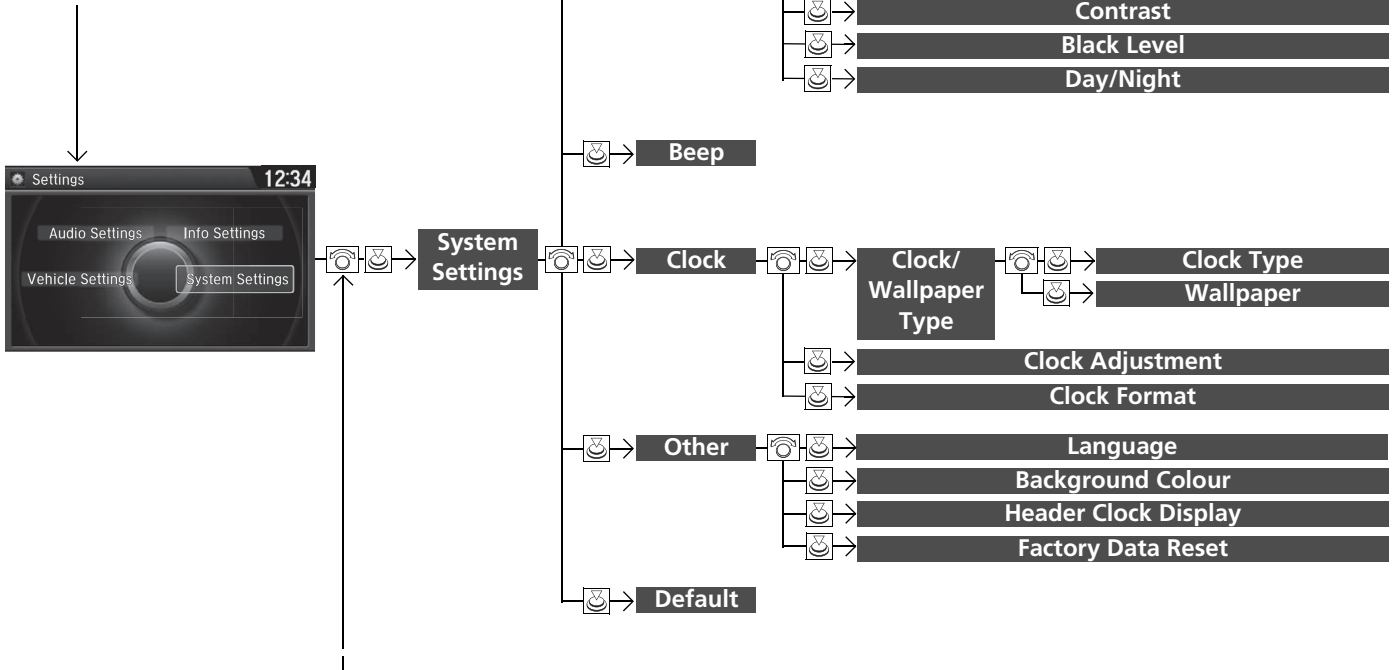 Contrast
Black Level
Day/Night
Beep
Settings
12:34
Audio Settings
Info Settings
Vehicle Settings
System Settings
System
Settings
Clock
Clock/
Wallpaper
Type
Clock Type
Wallpaper
Clock Adjustment
Clock Format
Other
Language
Background Colour
Header Clock Display
Factory Data Reset
Default